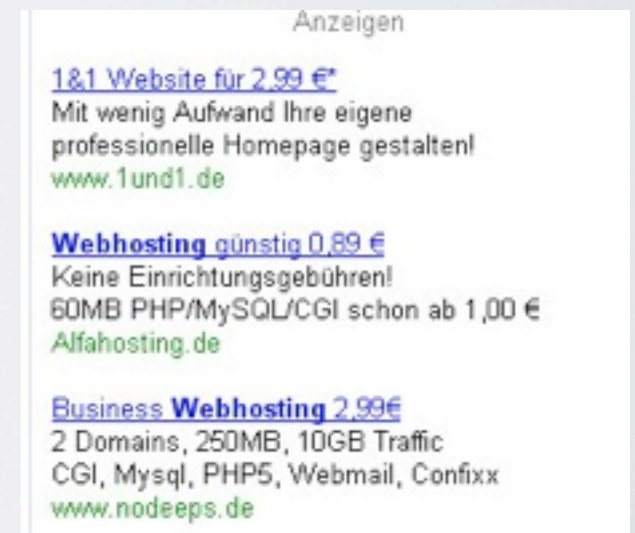 Anzeigen
1&1 Website für 2,99 €*
Mit wenig Aufwand Ihre eigene
professionelle Homepage gestalten!
www.1und1.de
Webhosting günstig 0,89 €
Keine Einrichtungsgebühren!
60MB PHP/MySQL/CGI schon ab 1,00 €
Alfahosting.de
Business Webhosting 2,99€
2 Domains, 250MB, 10GB Traffic
CGI, Mysql, PHP5, Webmail, Confixx
www.nodeeps.de